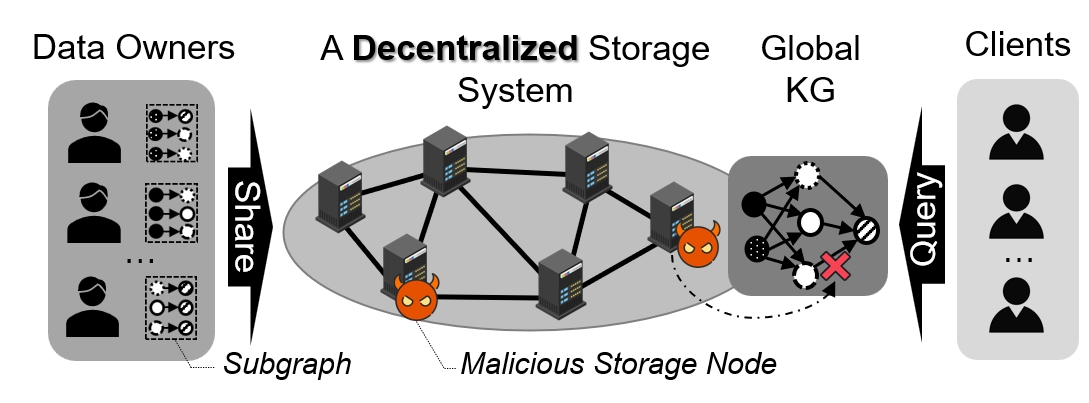 Data Owners
A Decentralized Storage
System
Global
KG
Clients
Share
Query
...
...
Subgraph
Malicious Storage Node